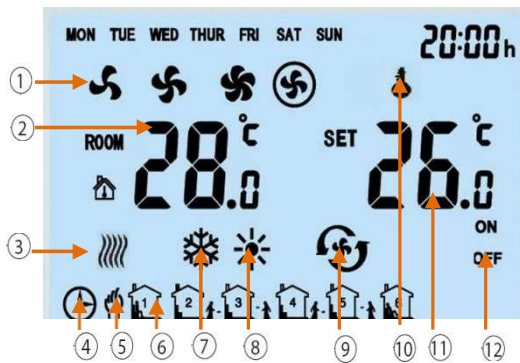 MON TUE WED THUR FRI SAT SUN 20:00h
①
② ROOM 28.0 °C SET 26.0 °C
③ ON
OFF
1 2 3 4 5 6
④ ⑤ ⑥ ⑦ ⑧ ⑨ ⑩ ⑪ ⑫